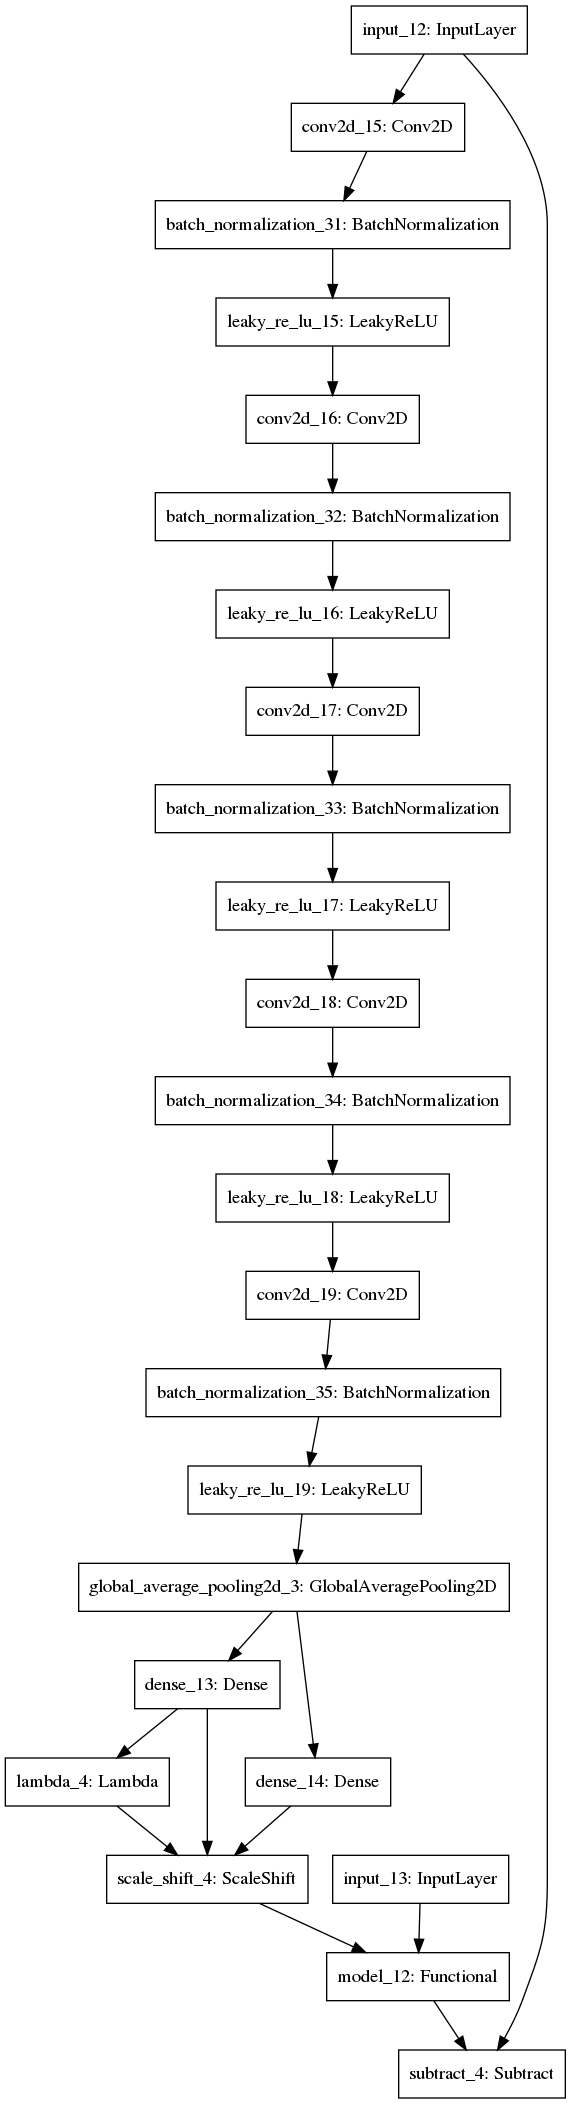 input_12: InputLayer
conv2d_15: Conv2D
batch_normalization_31: BatchNormalization
leaky_re_lu_15: LeakyReLU
conv2d_16: Conv2D
batch_normalization_32: BatchNormalization
leaky_re_lu_16: LeakyReLU
conv2d_17: Conv2D
batch_normalization_33: BatchNormalization
leaky_re_lu_17: LeakyReLU
conv2d_18: Conv2D
batch_normalization_34: BatchNormalization
leaky_re_lu_18: LeakyReLU
conv2d_19: Conv2D
batch_normalization_35: BatchNormalization
leaky_re_lu_19: LeakyReLU
global_average_pooling2d_3: GlobalAveragePooling2D
dense_13: Dense
lambda_4: Lambda
dense_14: Dense
scale_shift_4: ScaleShift
input_13: InputLayer
model_12: Functional
subtract_4: Subtract